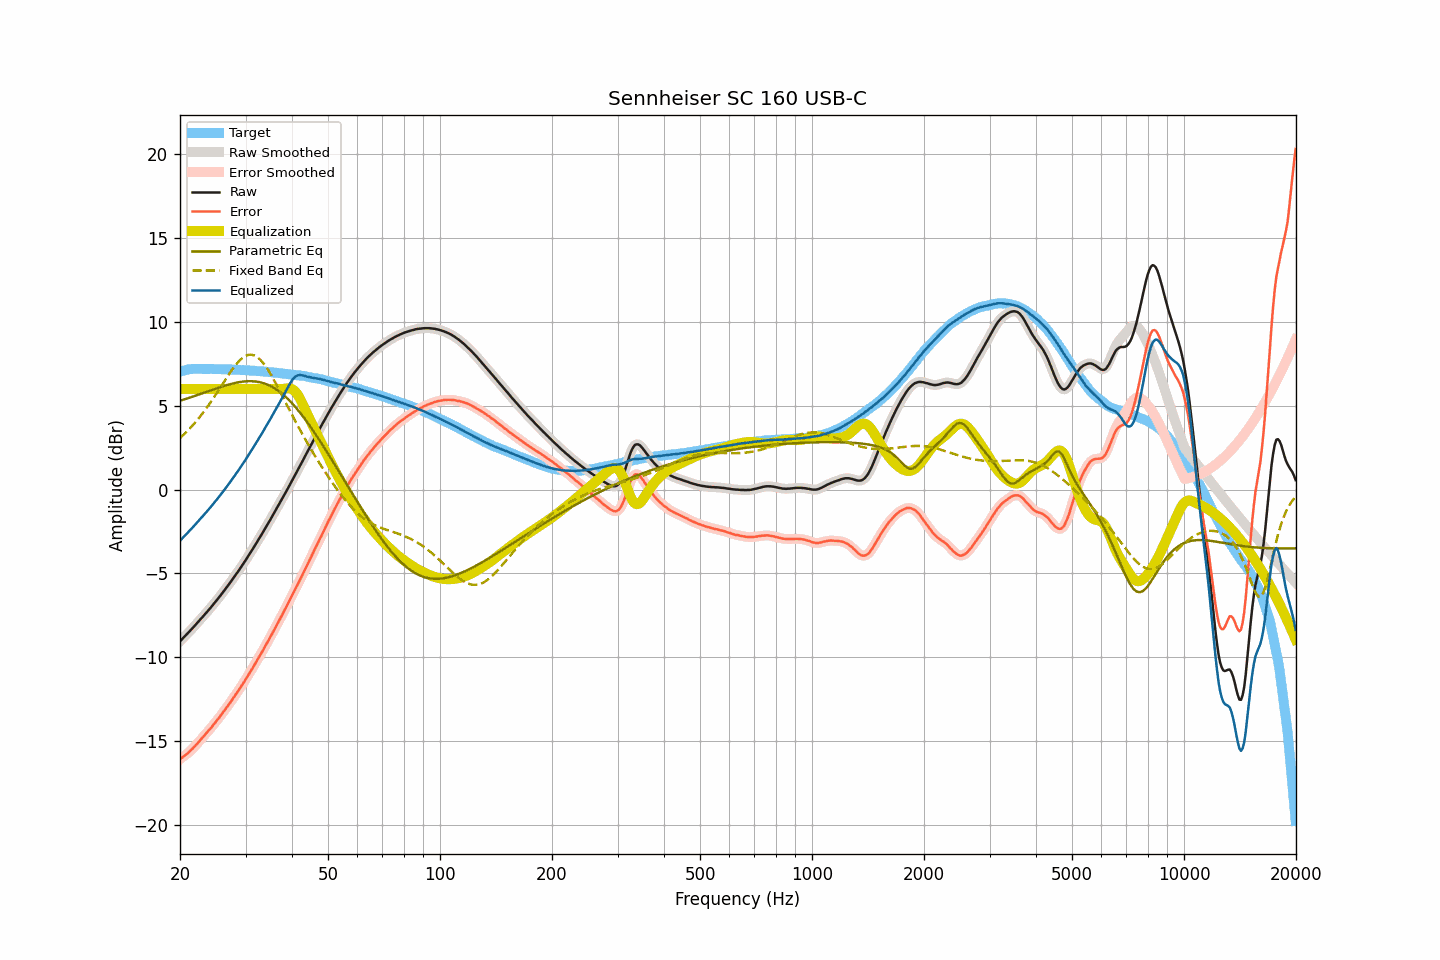 Sennheiser SC 160 USB-C
Target
Raw Smoothed
Error Smoothed
Raw
Error
Equalization
Parametric Eq
Fixed Band Eq
Equalized
Amplitude (dBr)
20
15
10
5
0
−5
−10
−15
−20
20 50 100 200 500 1000 2000 5000 10000 20000
Frequency (Hz)